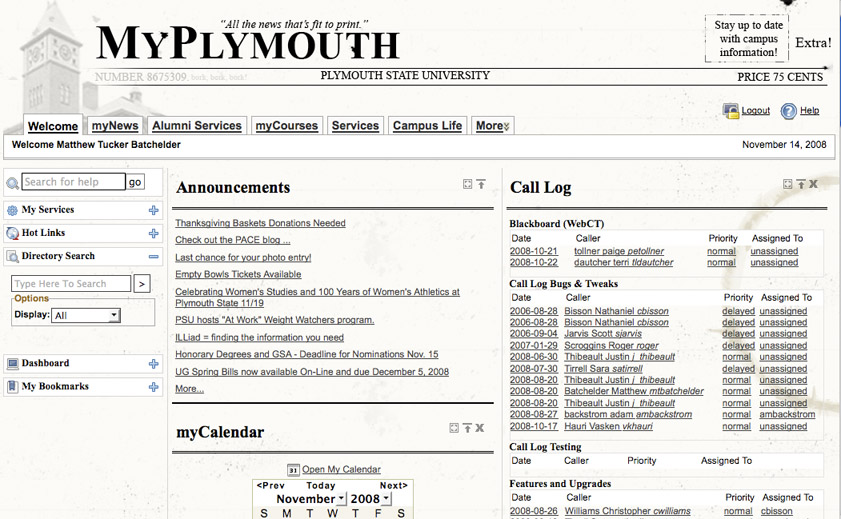 "All the news that's fit to print."
MYPLYMOUTH
Stay up to date
with campus
information!
Extra!
NUMBER 8675309, bork, bork, bork!
PLYMOUTH STATE UNIVERSITY
PRICE 75 CENTS
Logout Help
Welcome myNews Alumni Services myCourses Services Campus Life More
Welcome Matthew Tucker Batchelder
November 14, 2008
Search for help go
My Services
Hot Links
Directory Search
Type Here To Search >
Options
Display: All
Dashboard
My Bookmarks
Announcements
Thanksgiving Baskets Donations Needed
Check out the PACE blog ...
Last chance for your photo entry!
Empty Bowls Tickets Available
Celebrating Women's Studies and 100 Years of Women's Athletics at
Plymouth State 11/19
PSU hosts "At Work" Weight Watchers program.
ILLiad = finding the information you need
Honorary Degrees and GSA - Deadline for Nominations Nov. 15
UG Spring Bills now available On-Line and due December 5, 2008
More...
myCalendar
31 Open My Calendar
<Prev Today Next>
November 2008
S M T W T F S
Call Log
Blackboard (WebCT)
Date Caller Priority Assigned To
2008-10-21 tollner paige petollner normal unassigned
2008-10-22 dautcher terri tldautcher normal unassigned
Call Log Bugs & Tweaks
Date Caller Priority Assigned To
2006-08-28 Bisson Nathaniel cbisson delayed unassigned
2006-08-28 Bisson Nathaniel cbisson delayed unassigned
2006-09-04 Jarvis Scott sjarvis delayed unassigned
2007-01-29 Scroggins Roger roger delayed unassigned
2008-06-30 Thibeault Justin j_thibeault normal unassigned
2008-07-30 Tirrell Sara satirrell delayed unassigned
2008-08-20 Thibeault Justin j_thibeault normal unassigned
2008-08-20 Batchelder Matthew mtbatchelder normal unassigned
2008-08-20 Thibeault Justin j_thibeault normal unassigned
2008-08-27 backstrom adam ambackstrom normal ambackstrom
2008-10-17 Hauri Vasken vkhauri normal unassigned
Call Log Testing
Date Caller Priority Assigned To
Features and Upgrades
Date Caller Priority Assigned To
2008-08-26 Williams Christopher cwilliams normal cbisson